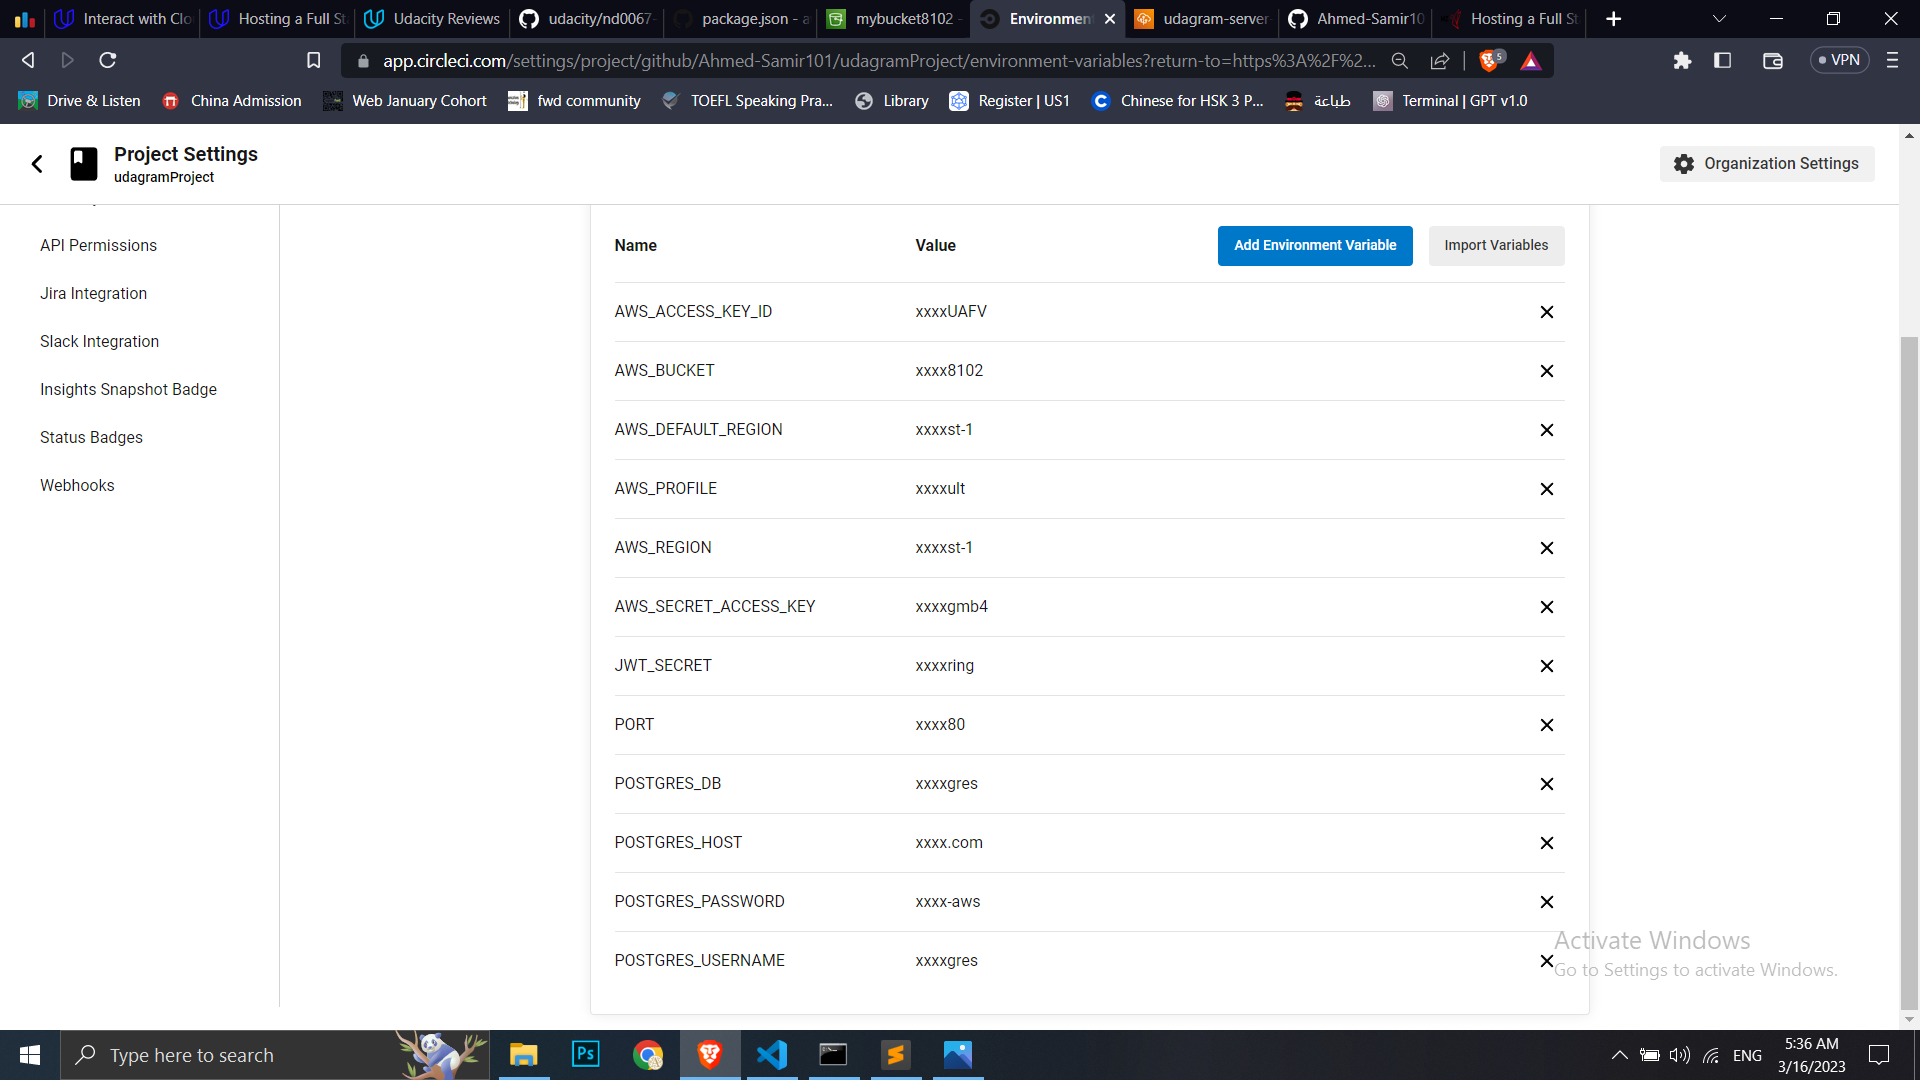 Interact with Clo
Hosting a Full St
Udacity Reviews
udacity/nd0067-
package.json - a
mybucket8102 -
Environmen
udagram-server
Ahmed-Samir10
Hosting a Full St
app.circleci.com/settings/project/github/Ahmed-Samir101/udagramProject/environment-variables?return-to=https%3A%2F%2...
5
VPN
Drive & Listen
China Admission
Web January Cohort
fwd community
TOEFL Speaking Pra...
Library
Register | US1
Chinese for HSK 3 P...
طباعة
Terminal | GPT v1.0
Project Settings
udagramProject
Organization Settings
API Permissions
Jira Integration
Slack Integration
Insights Snapshot Badge
Status Badges
Webhooks
Name Value Add Environment Variable Import Variables
AWS_ACCESS_KEY_ID xxxxUAFV
AWS_BUCKET xxxx8102
AWS_DEFAULT_REGION xxxxst-1
AWS_PROFILE xxxxult
AWS_REGION xxxxst-1
AWS_SECRET_ACCESS_KEY xxxxgmb4
JWT_SECRET xxxxring
PORT xxxx80
POSTGRES_DB xxxxgres
POSTGRES_HOST xxxx.com
POSTGRES_PASSWORD xxxx-aws
POSTGRES_USERNAME xxxxgres
Activate Windows
Go to Settings to activate Windows.
Type here to search
Ps
ENG
5:36 AM
3/16/2023